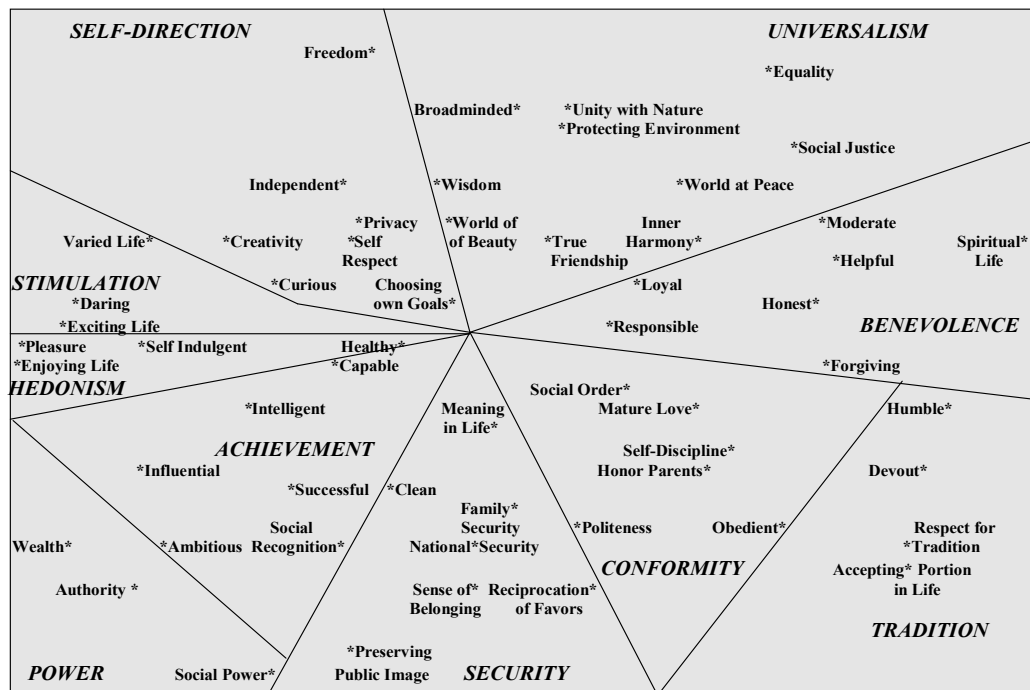 SELF-DIRECTION
UNIVERSALISM
Freedom*
*Equality
Broadminded*
*Unity with Nature
*Protecting Environment
*Social Justice
Independent*
*Wisdom
*World at Peace
*Privacy
*World of
of Beauty
Inner
Harmony*
*Moderate
Varied Life*
*Creativity
*Self
Respect
*True
Friendship
Spiritual*
Life
*Helpful
STIMULATION
*Curious
Choosing
own Goals*
*Loyal
*Daring
Honest*
*Exciting Life
*Responsible
BENEVOLENCE
*Pleasure
*Self Indulgent
Healthy*
*Enjoying Life
*Capable
*Forgiving
HEDONISM
Social Order*
*Intelligent
Meaning
in Life*
Mature Love*
Humble*
ACHIEVEMENT
Self-Discipline*
*Influential
Honor Parents*
Devout*
*Successful
*Clean
Family*
Security
Social
Recognition*
*Politeness
Obedient*
Respect for
*Tradition
Wealth*
*Ambitious
National*Security
CONFORMITY
Accepting* Portion
in Life
Authority *
Sense of*
Belonging
Reciprocation*
of Favors
TRADITION
*Preserving
Public Image
POWER
Social Power*
SECURITY